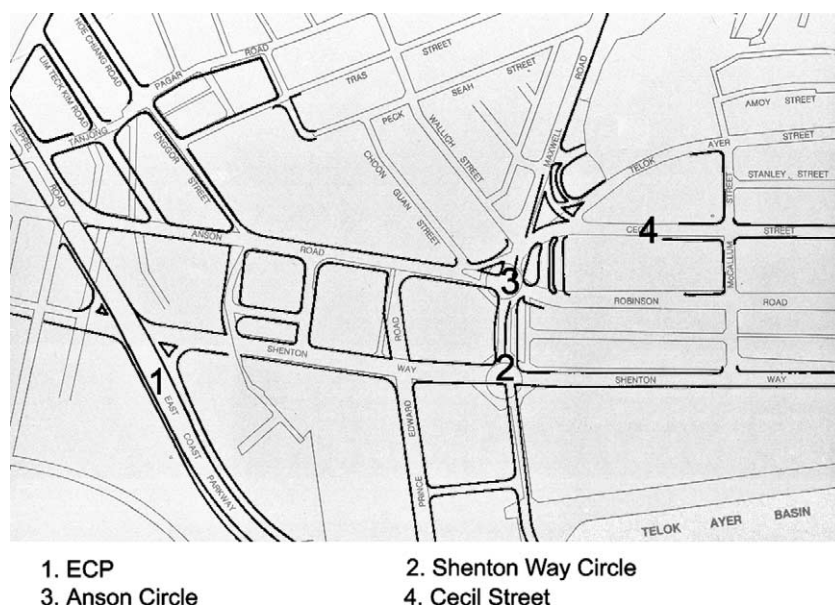 HOE CHIANG ROAD
LIM TECK KIM ROAD
KEPPEL ROAD
TANJONG PAGAR ROAD
TRAS STREET
PECK SEAH STREET
WALLICH STREET
CHOON GUAN STREET
ENGGOR STREET
MAXWELL ROAD
AMOY STREET
TELOK AYER STREET
STANLEY STREET
4
CECIL STREET
McCALLUM STREET
ANSON ROAD
3
ROBINSON ROAD
SHENTON WAY
2
SHENTON WAY
PRINCE EDWARD ROAD
1
EAST COAST PARKWAY
TELOK AYER BASIN
1. ECP
2. Shenton Way Circle
3. Anson Circle
4. Cecil Street